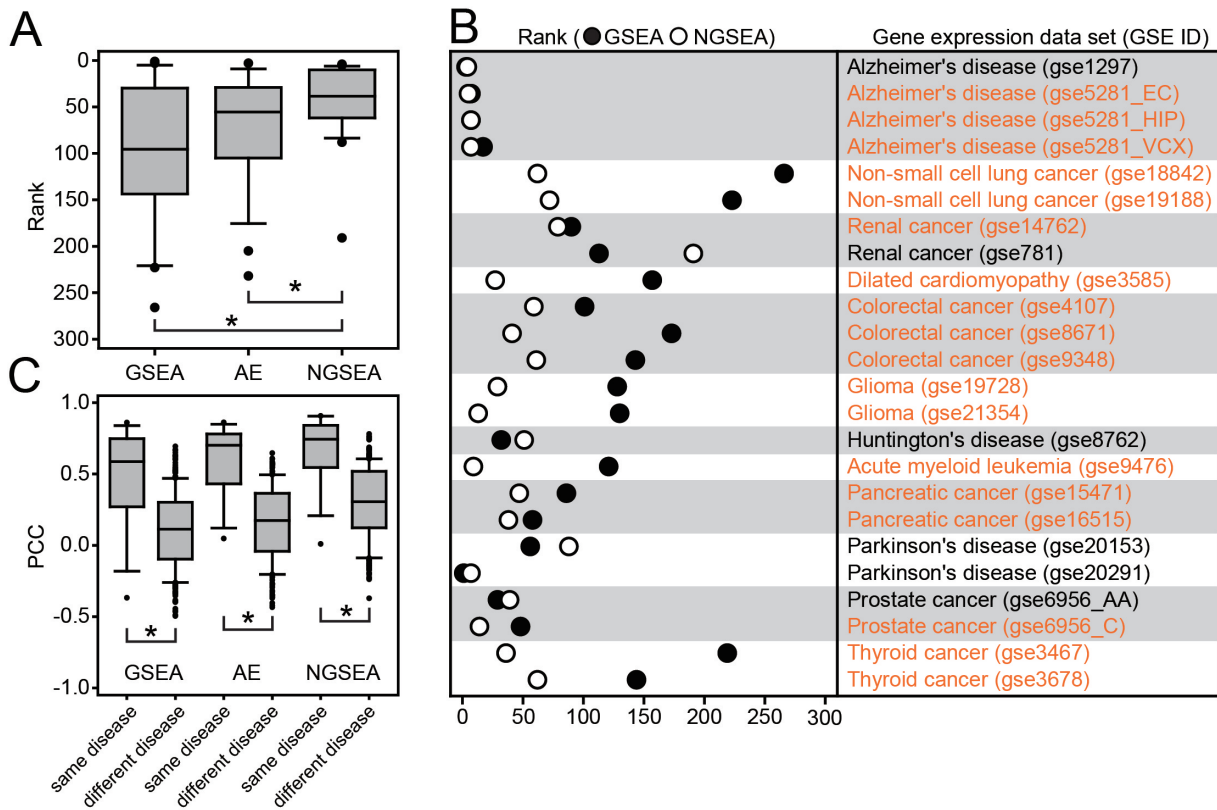 A
0
50
100
150
200
250
300
Rank
*
*
GSEA
AE
NGSEA
B
Rank ( GSEA NGSEA)
Gene expression data set (GSE ID)
Alzheimer's disease (gse1297)
Alzheimer's disease (gse5281_EC)
Alzheimer's disease (gse5281_HIP)
Alzheimer's disease (gse5281_VCX)
Non-small cell lung cancer (gse18842)
Non-small cell lung cancer (gse19188)
Renal cancer (gse14762)
Renal cancer (gse781)
Dilated cardiomyopathy (gse3585)
Colorectal cancer (gse4107)
Colorectal cancer (gse8671)
Colorectal cancer (gse9348)
Glioma (gse19728)
Glioma (gse21354)
Huntington's disease (gse8762)
Acute myeloid leukemia (gse9476)
Pancreatic cancer (gse15471)
Pancreatic cancer (gse16515)
Parkinson's disease (gse20153)
Parkinson's disease (gse20291)
Prostate cancer (gse6956_AA)
Prostate cancer (gse6956_C)
Thyroid cancer (gse3467)
Thyroid cancer (gse3678)
0 50 100 150 200 250 300
C
1.0
0.5
0.0
-0.5
-1.0
PCC
* * *
GSEA AE NGSEA
same disease
different disease
same disease
different disease
same disease
different disease